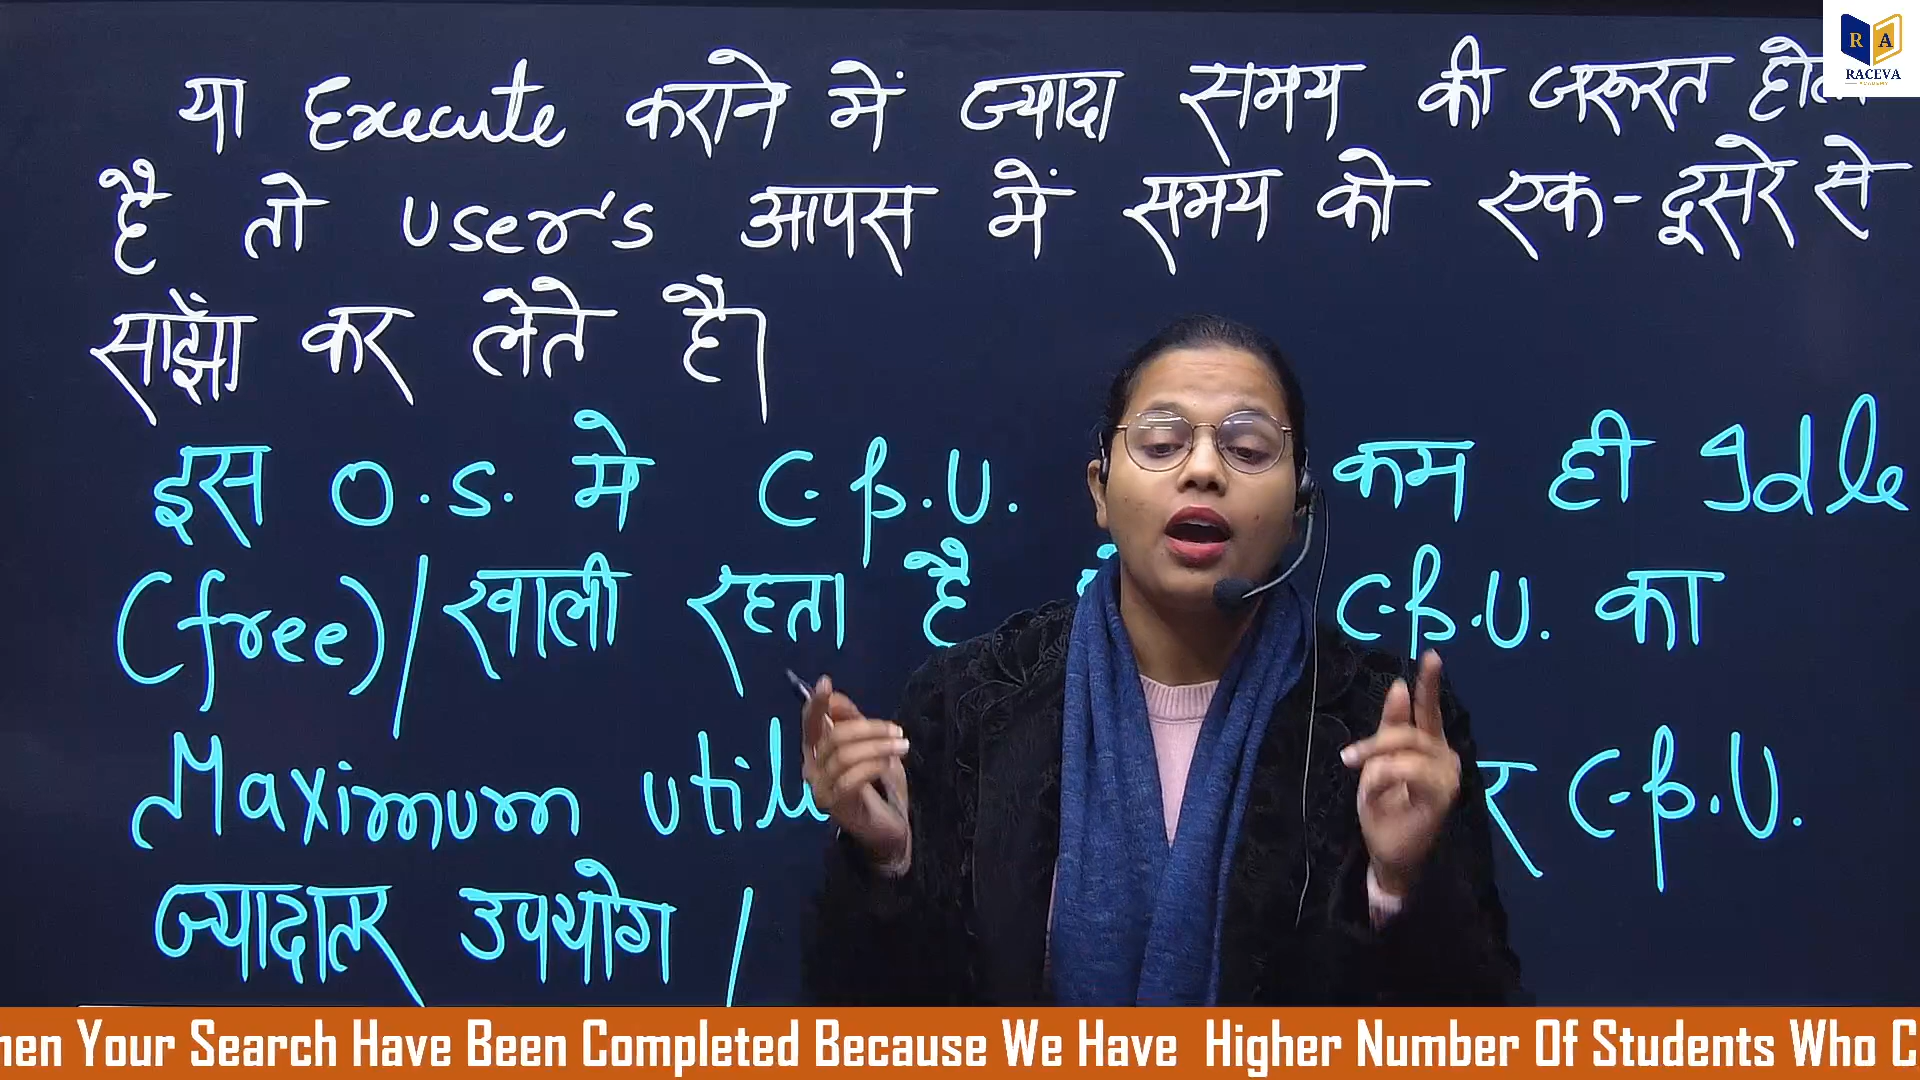 या Execute कराने में ज्यादा समय की जरूरत
है तो user's आपस में समय को एक-दूसरे से
साझाँ कर लेते है।
इस O.S. मे C.P.U. कम ही Idle
(free)/खाली रहता है C.P.U. का
Maximum C.P.U.
ज्यादातर उपयोग /
RA
RACEVA
ACADEMY
Your Search Have Been Completed Because We Have Higher Number Of Students Who